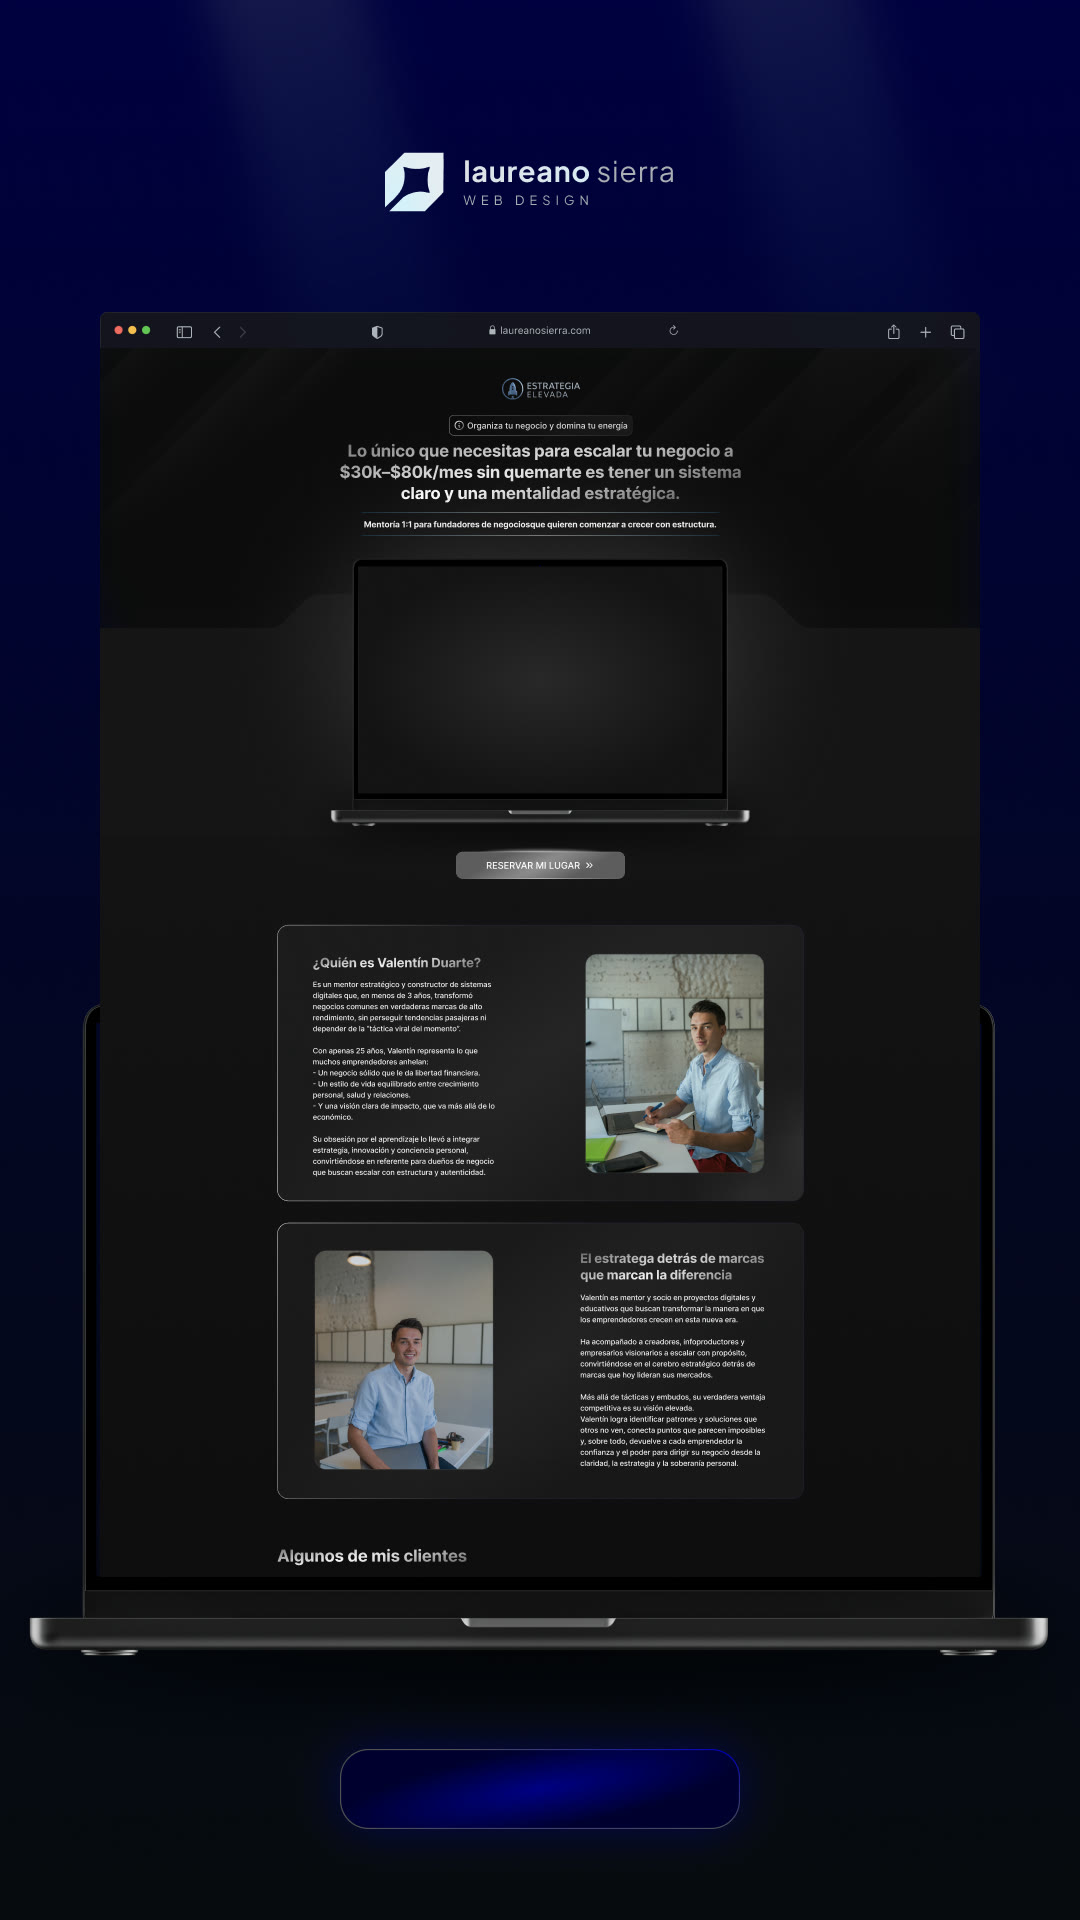 laureano sierra
WEB DESIGN
laureanosierra.com
ESTRATEGIA
ELEVADA
Organiza tu negocio y domina tu energía
Lo único que necesitas para escalar tu negocio a
$30k–$80k/mes sin quemarte es tener un sistema
claro y una mentalidad estratégica.
Mentoría 1:1 para fundadores de negociosque quieren comenzar a crecer con estructura.
RESERVAR MI LUGAR »
¿Quién es Valentín Duarte?
Es un mentor estratégico y constructor de sistemas
digitales que, en menos de 3 años, transformó
negocios comunes en verdaderas marcas de alto
rendimiento, sin perseguir tendencias pasajeras ni
depender de la "táctica viral del momento".
Con apenas 25 años, Valentín representa lo que
muchos emprendedores anhelan:
- Un negocio sólido que le da libertad financiera.
- Un estilo de vida equilibrado entre crecimiento
personal, salud y relaciones.
- Y una visión clara de impacto, que va más allá de lo
económico.
Su obsesión por el aprendizaje lo llevó a integrar
estrategia, innovación y conciencia personal,
convirtiéndose en referente para dueños de negocio
que buscan escalar con estructura y autenticidad.
El estratega detrás de marcas
que marcan la diferencia
Valentín es mentor y socio en proyectos digitales y
educativos que buscan transformar la manera en que
los emprendedores crecen en esta nueva era.
Ha acompañado a creadores, infoproductores y
empresarios visionarios a escalar con propósito,
convirtiéndose en el cerebro estratégico detrás de
marcas que hoy lideran sus mercados.
Más allá de tácticas y embudos, su verdadera ventaja
competitiva es su visión elevada.
Valentín logra identificar patrones y soluciones que
otros no ven, conecta puntos que parecen imposibles
y, sobre todo, devuelve a cada emprendedor la
confianza y el poder para dirigir su negocio desde la
claridad, la estrategia y la soberanía personal.
Algunos de mis clientes